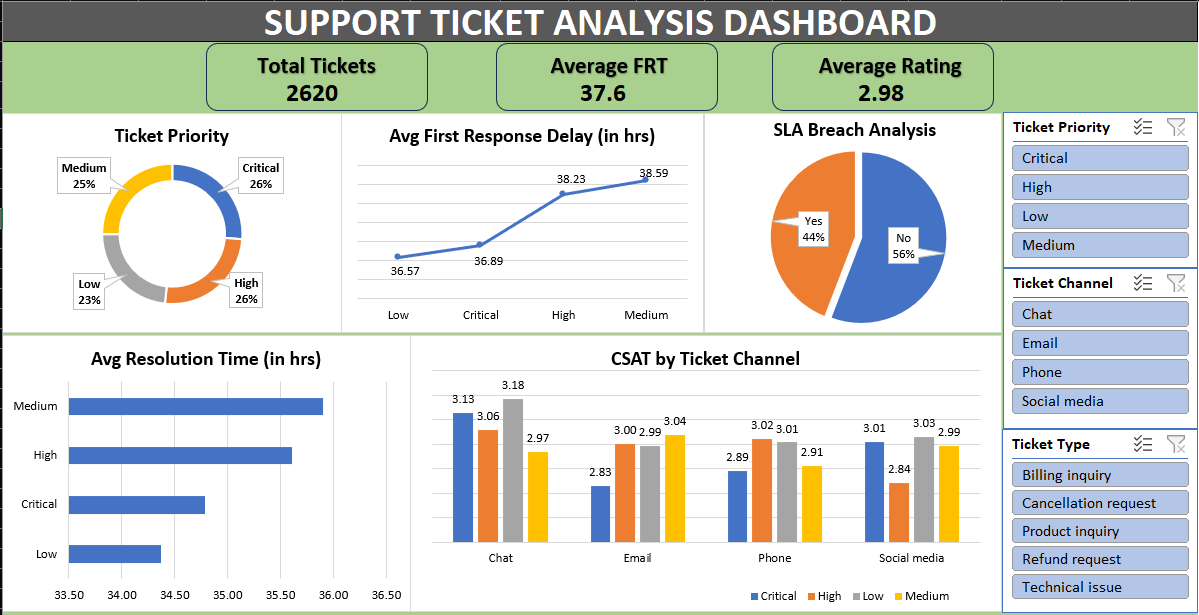 SUPPORT TICKET ANALYSIS DASHBOARD
Total Tickets
2620
Average FRT
37.6
Average Rating
2.98
Ticket Priority
Medium
25%
Critical
26%
Low
23%
High
26%
Avg First Response Delay (in hrs)
36.57
36.89
38.23
38.59
Low
Critical
High
Medium
SLA Breach Analysis
Yes
44%
No
56%
Avg Resolution Time (in hrs)
Medium
High
Critical
Low
33.50 34.00 34.50 35.00 35.50 36.00 36.50
CSAT by Ticket Channel
3.13 3.06 3.18 2.97
2.83 3.00 2.99 3.04
2.89 3.02 3.01 2.91
3.01 2.84 3.03 2.99
Chat Email Phone Social media
Critical High Low Medium
Ticket Priority
Critical
High
Low
Medium
Ticket Channel
Chat
Email
Phone
Social media
Ticket Type
Billing inquiry
Cancellation request
Product inquiry
Refund request
Technical issue